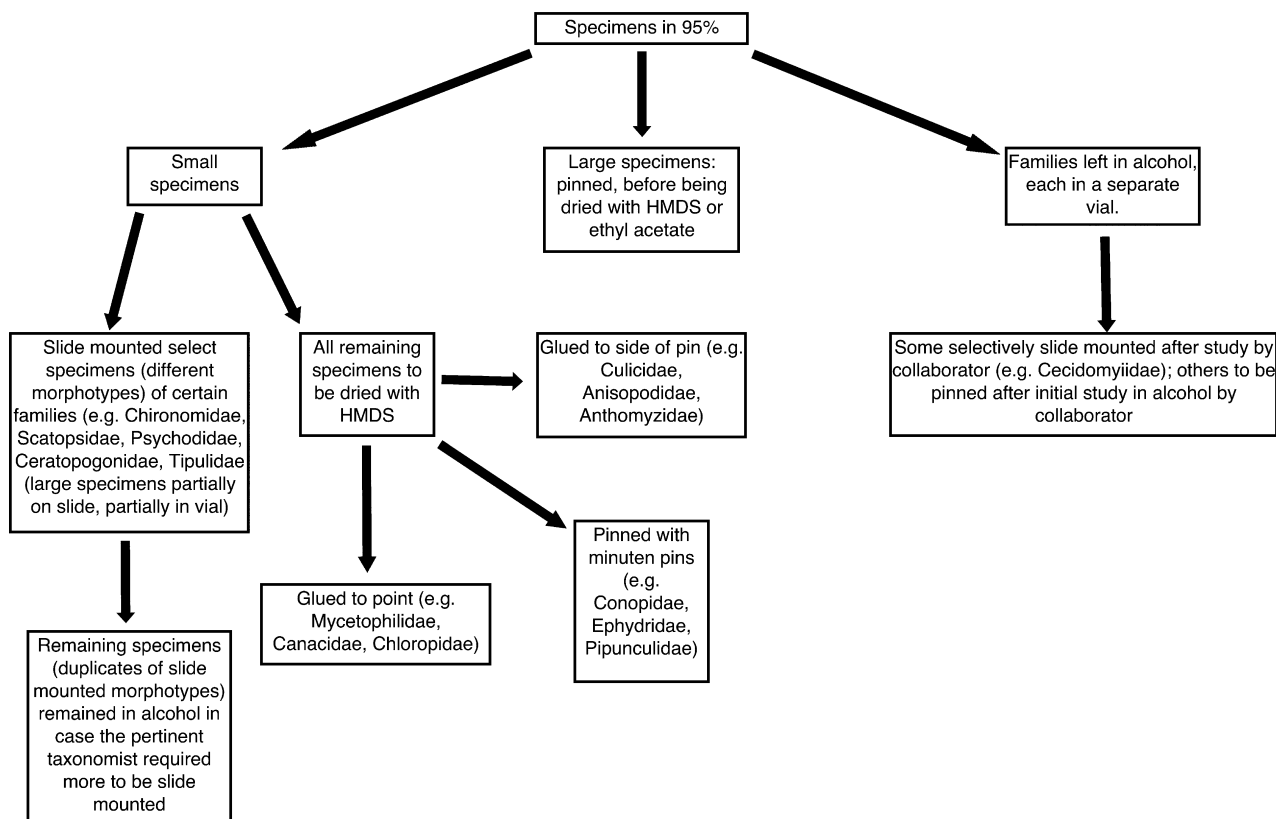 Specimens in 95%
Small
specimens
Large specimens:
pinned, before being
dried with HMDS or
ethyl acetate
Families left in alcohol,
each in a separate
vial.
Slide mounted select
specimens (different
morphotypes) of certain
families (e.g. Chironomidae,
Scatopsidae, Psychodidae,
Ceratopogonidae, Tipulidae
(large specimens partially
on slide, partially in vial)
All remaining
specimens to
be dried with
HMDS
Glued to side of pin (e.g.
Culicidae,
Anisopodidae,
Anthomyzidae)
Some selectively slide mounted after study by
collaborator (e.g. Cecidomyiidae); others to be
pinned after initial study in alcohol by
collaborator
Pinned with
minuten pins
(e.g.
Conopidae,
Ephydridae,
Pipunculidae)
Glued to point (e.g.
Mycetophilidae,
Canacidae, Chloropidae)
Remaining specimens
(duplicates of slide
mounted morphotypes)
remained in alcohol in
case the pertinent
taxonomist required
more to be slide
mounted